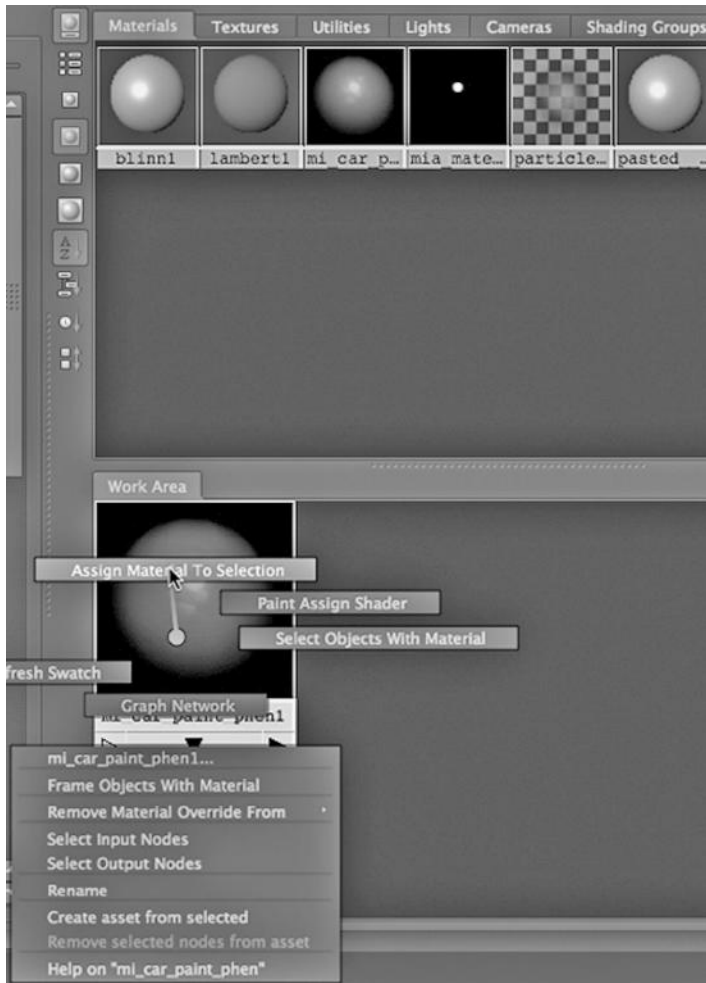 Materials Textures Utilities Lights Cameras Shading Groups
blinn1 lambert1 mi_car_p... mia_mate... particle... pasted__...
A
Z
Work Area
Assign Material To Selection
Paint Assign Shader
Select Objects With Material
fresh Swatch
Graph Network
mi_car_paint_phen1
mi_car_paint_phen1...
Frame Objects With Material
Remove Material Override From
Select Input Nodes
Select Output Nodes
Rename
Create asset from selected
Remove selected nodes from asset
Help on "mi_car_paint_phen"